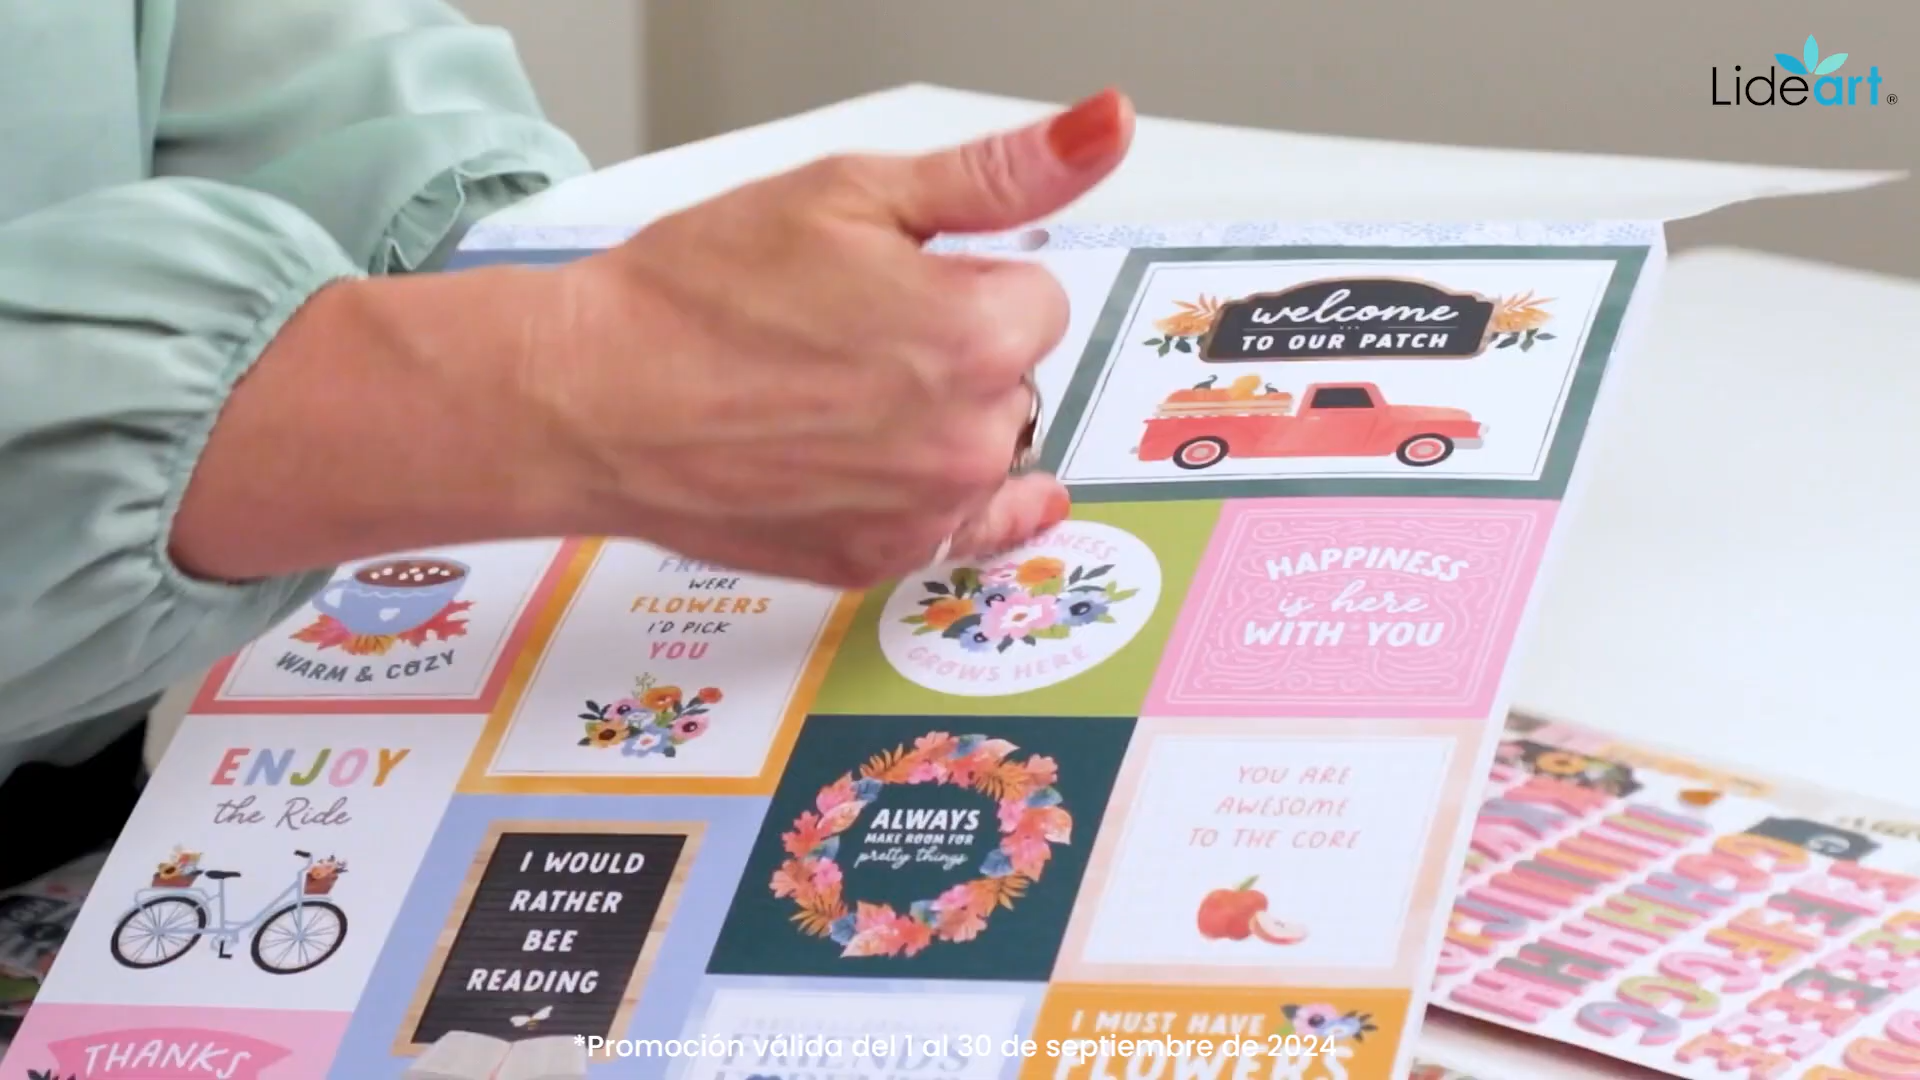 Lideart®
welcome
TO OUR PATCH
WERE
FLOWERS
I'D PICK
YOU
WARM & COZY
GROWS HERE
HAPPINESS
is here
WITH YOU
ENJOY
the Ride
I WOULD
RATHER
BEE
READING
ALWAYS
MAKE ROOM FOR
pretty things
YOU ARE
AWESOME
TO THE CORE
THANKS
I MUST HAVE
FLOWERS
FRIENDS
*Promoción válida del 1 al 30 de septiembre de 2024